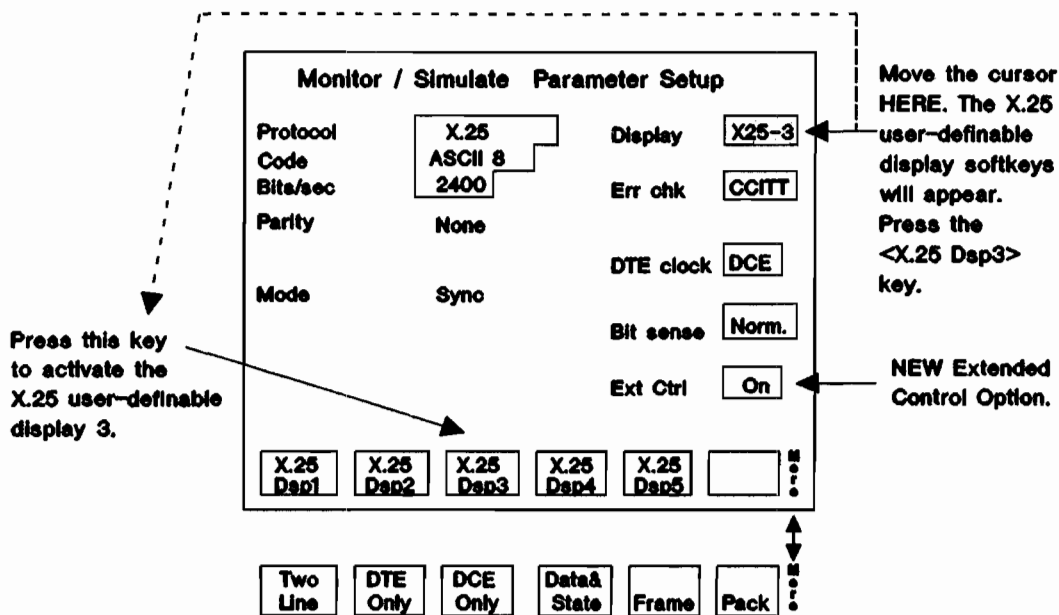 Monitor / Simulate Parameter Setup
Protocol X.25
Code ASCII 8
Bits/sec 2400
Parity None
Mode Sync
Display X25-3
Err chk CCITT
DTE clock DCE
Bit sense Norm.
Ext Ctrl On
Move the cursor
HERE. The X.25
user-definable
display softkeys
will appear.
Press the
<X.25 Dsp3>
key.
NEW Extended
Control Option.
Press this key
to activate the
X.25 user-definable
display 3.
X.25 X.25 X.25 X.25 X.25
Dsp1 Dsp2 Dsp3 Dsp4 Dsp5
More
Two DTE DCE Data&
Line Only Only State Frame Pack
More